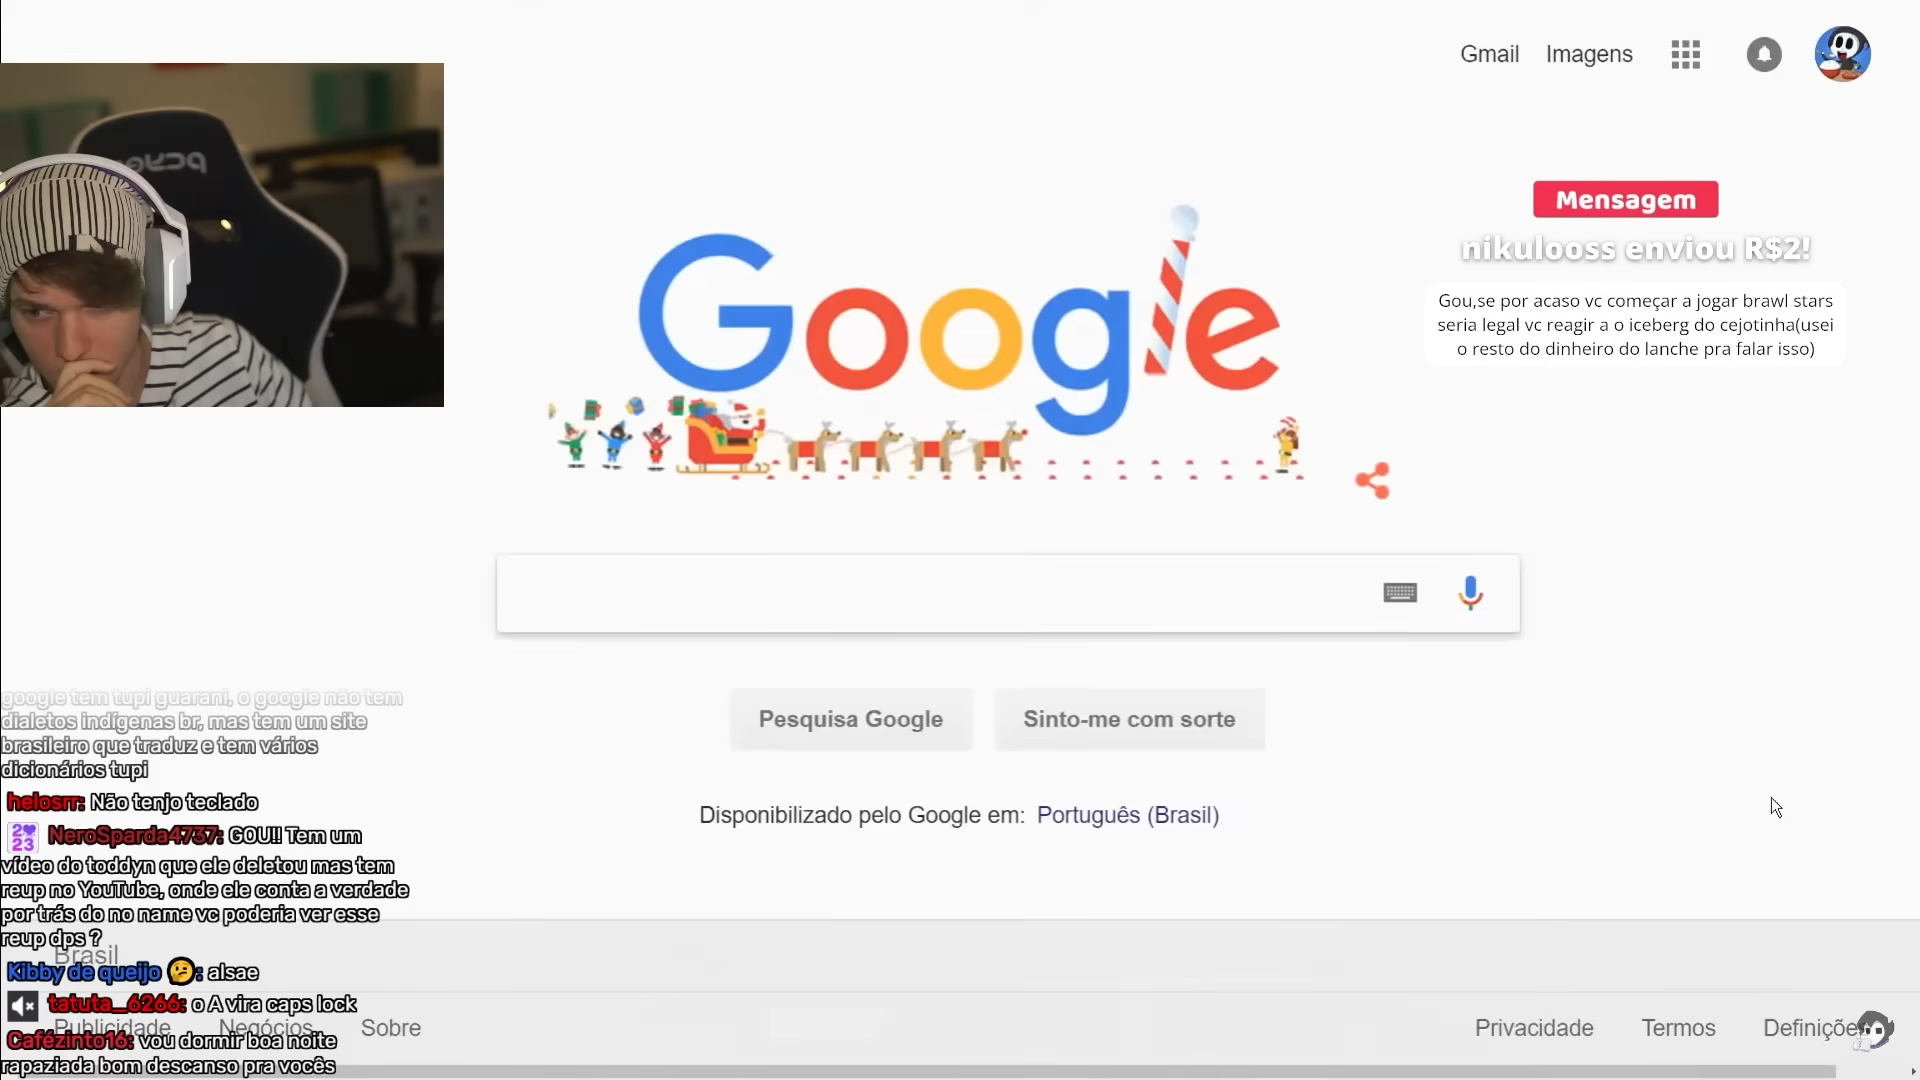 Gmail Imagens
Mensagem
nikulooss enviou R$2!
Gou,se por acaso vc começar a jogar brawl stars
seria legal vc reagir a o iceberg do cejotinha(usei
o resto do dinheiro do lanche pra falar isso)
Google
Pesquisa Google
Sinto-me com sorte
Disponibilizado pelo Google em: Português (Brasil)
google tem tupi guarani, o google não tem
dialetos indígenas br, mas tem um site
brasileiro que traduz e tem vários
dicionários tupi
helosrr: Não tenjo teclado
2 23 NeroSparda4737: GOU!! Tem um
vídeo do toddyn que ele deletou mas tem
reup no YouTube, onde ele conta a verdade
por trás do no name vc poderia ver esse
reup dps ?
Brasil
Kibby de queijo : alsae
tatuta_6266: o A vira caps lock
Publicidade Negócios Sobre
Cafézinto16: vou dormir boa noite
rapaziada bom descanso pra vocês
Privacidade Termos Definiçõe